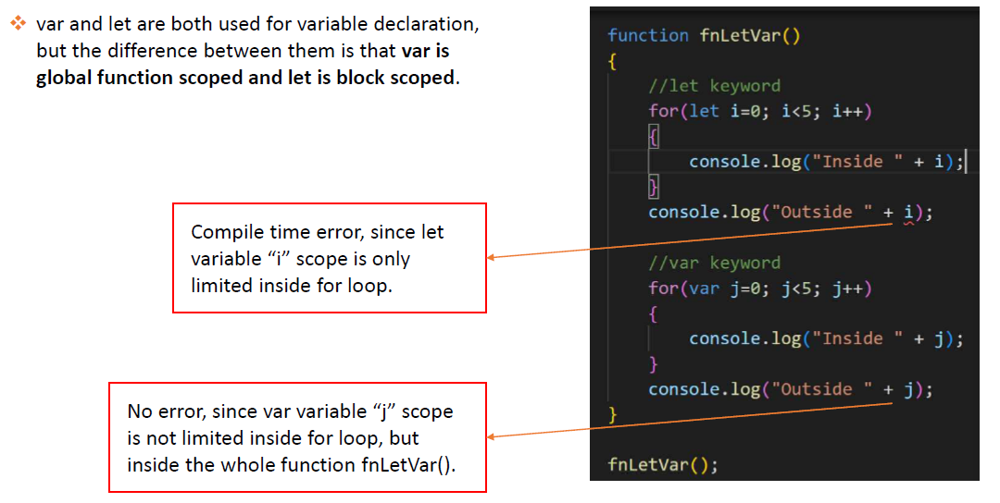 ❖ var and let are both used for variable declaration,
but the difference between them is that var is
global function scoped and let is block scoped.
Compile time error, since let
variable “i” scope is only
limited inside for loop.
No error, since var variable “j” scope
is not limited inside for loop, but
inside the whole function fnLetVar().
function fnLetVar()
{
    //let keyword
    for(let i=0; i<5; i++)
    {
        console.log("Inside " + i);
    }
    console.log("Outside " + i);
    //var keyword
    for(var j=0; j<5; j++)
    {
        console.log("Inside " + j);
    }
    console.log("Outside " + j);
}
fnLetVar();